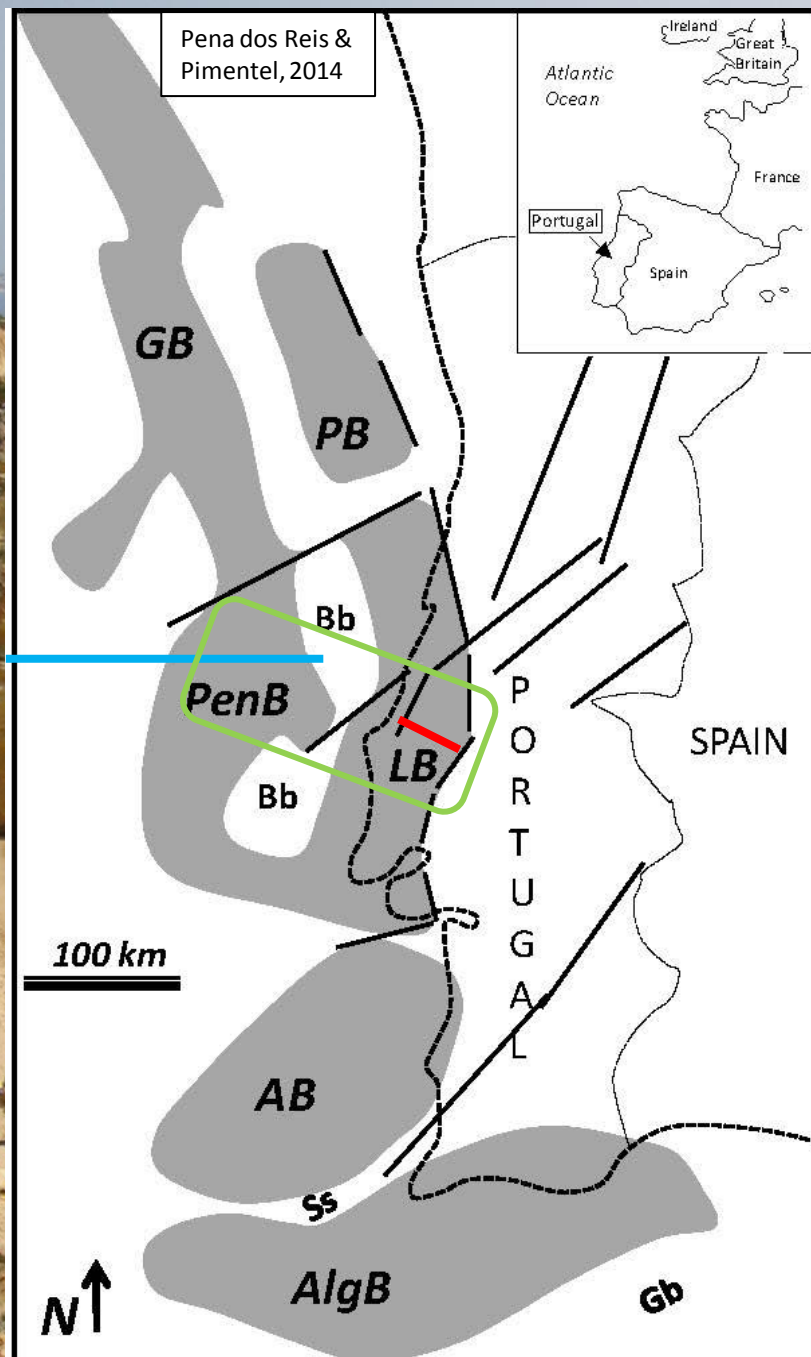 Pena dos Reis &
Pimentel, 2014
Ireland
Great
Britain
Atlantic
Ocean
France
Portugal
Spain
GB
PB
Bb
PenB
LB
Bb
P
O
R
T
U
G
A
L
SPAIN
100 km
AB
Ss
AlgB
Gb
N